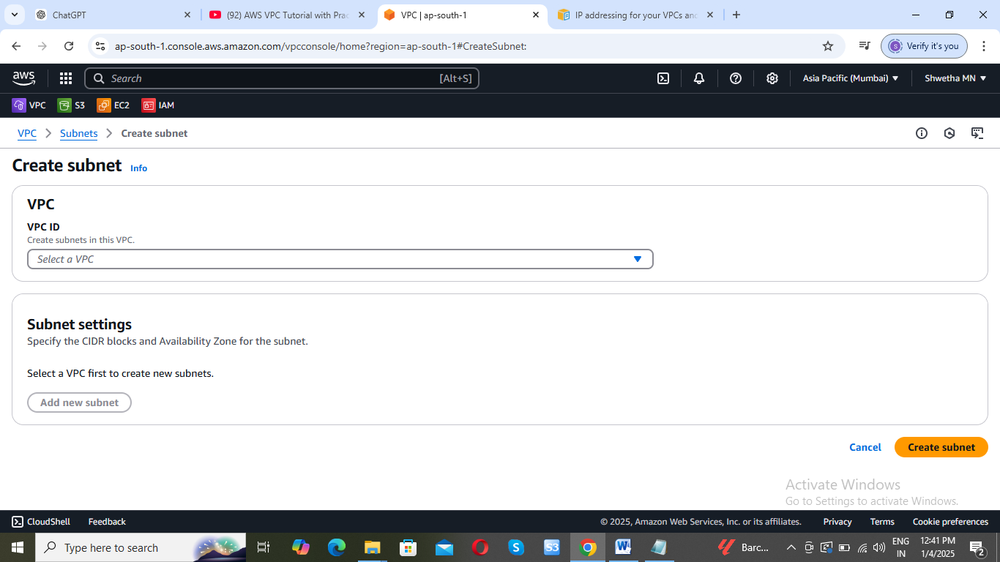 ChatGPT
(92) AWS VPC Tutorial with Prac
VPC | ap-south-1
IP addressing for your VPCs and
ap-south-1.console.aws.amazon.com/vpcconsole/home?region=ap-south-1#CreateSubnet:
S
Verify it's you
aws
Search
[Alt+S]
Asia Pacific (Mumbai)
Shwetha MN
VPC
S3
EC2
IAM
VPC
Subnets
Create subnet
Create subnet
Info
VPC
VPC ID
Create subnets in this VPC.
Select a VPC
Subnet settings
Specify the CIDR blocks and Availability Zone for the subnet.
Select a VPC first to create new subnets.
Add new subnet
Cancel
Create subnet
Activate Windows
Go to Settings to activate Windows.
CloudShell
Feedback
© 2025, Amazon Web Services, Inc. or its affiliates.
Privacy
Terms
Cookie preferences
Type here to search
S3
Barc...
ENG
IN
12:41 PM
1/4/2025
2